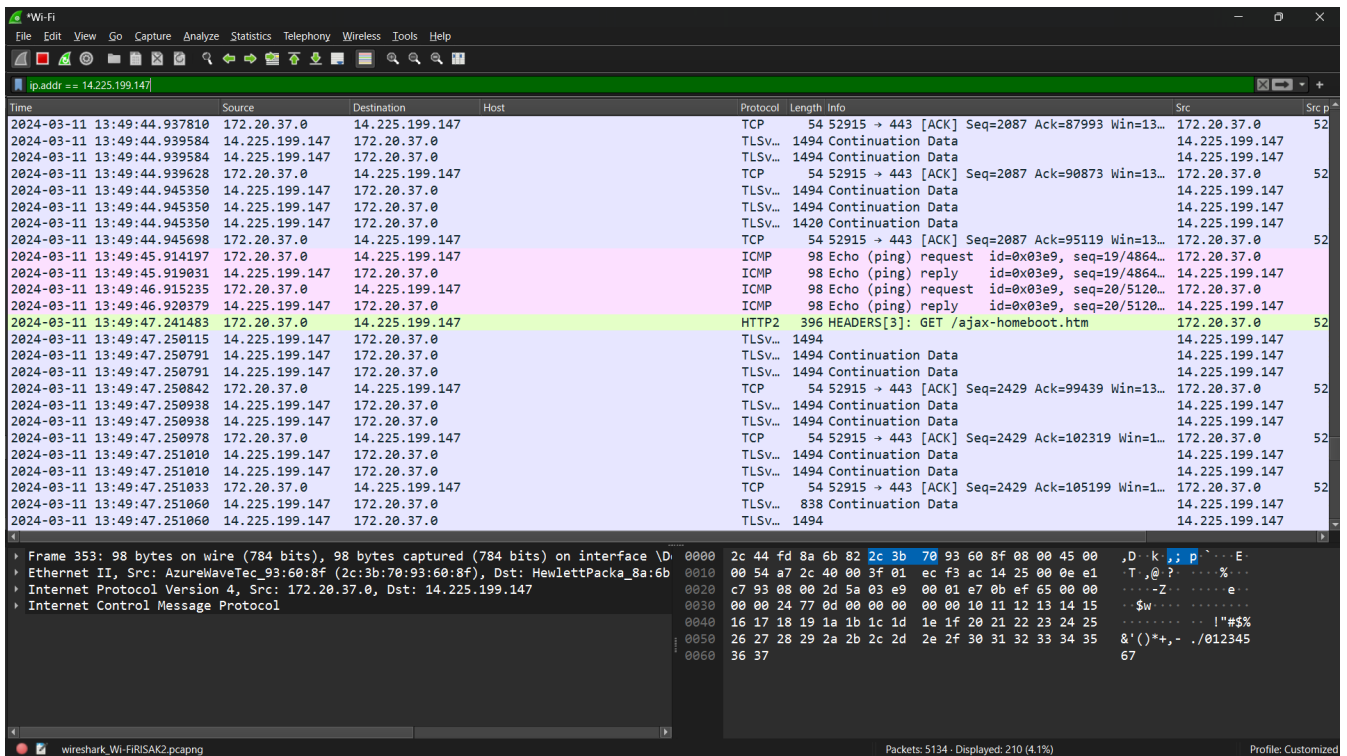 *Wi-Fi
File Edit View Go Capture Analyze Statistics Telephony Wireless Tools Help
ip.addr == 14.225.199.147
Time Source Destination Host Protocol Length Info Src Src p
2024-03-11 13:49:44.937810 172.20.37.0 14.225.199.147 TCP 54 52915 → 443 [ACK] Seq=2087 Ack=87993 Win=13… 172.20.37.0 52
2024-03-11 13:49:44.939584 14.225.199.147 172.20.37.0 TLSv… 1494 Continuation Data 14.225.199.147
2024-03-11 13:49:44.939584 14.225.199.147 172.20.37.0 TLSv… 1494 Continuation Data 14.225.199.147
2024-03-11 13:49:44.939628 172.20.37.0 14.225.199.147 TCP 54 52915 → 443 [ACK] Seq=2087 Ack=90873 Win=13… 172.20.37.0 52
2024-03-11 13:49:44.945350 14.225.199.147 172.20.37.0 TLSv… 1494 Continuation Data 14.225.199.147
2024-03-11 13:49:44.945350 14.225.199.147 172.20.37.0 TLSv… 1494 Continuation Data 14.225.199.147
2024-03-11 13:49:44.945350 14.225.199.147 172.20.37.0 TLSv… 1420 Continuation Data 14.225.199.147
2024-03-11 13:49:44.945698 172.20.37.0 14.225.199.147 TCP 54 52915 → 443 [ACK] Seq=2087 Ack=95119 Win=13… 172.20.37.0 52
2024-03-11 13:49:45.914197 172.20.37.0 14.225.199.147 ICMP 98 Echo (ping) request id=0x03e9, seq=19/4864… 172.20.37.0
2024-03-11 13:49:45.919031 14.225.199.147 172.20.37.0 ICMP 98 Echo (ping) reply id=0x03e9, seq=19/4864… 14.225.199.147
2024-03-11 13:49:46.915235 172.20.37.0 14.225.199.147 ICMP 98 Echo (ping) request id=0x03e9, seq=20/5120… 172.20.37.0
2024-03-11 13:49:46.920379 14.225.199.147 172.20.37.0 ICMP 98 Echo (ping) reply id=0x03e9, seq=20/5120… 14.225.199.147
2024-03-11 13:49:47.241483 172.20.37.0 14.225.199.147 HTTP2 396 HEADERS[3]: GET /ajax-homeboot.htm 172.20.37.0 52
2024-03-11 13:49:47.250115 14.225.199.147 172.20.37.0 TLSv… 1494 14.225.199.147
2024-03-11 13:49:47.250791 14.225.199.147 172.20.37.0 TLSv… 1494 Continuation Data 14.225.199.147
2024-03-11 13:49:47.250791 14.225.199.147 172.20.37.0 TLSv… 1494 Continuation Data 14.225.199.147
2024-03-11 13:49:47.250842 172.20.37.0 14.225.199.147 TCP 54 52915 → 443 [ACK] Seq=2429 Ack=99439 Win=13… 172.20.37.0 52
2024-03-11 13:49:47.250938 14.225.199.147 172.20.37.0 TLSv… 1494 Continuation Data 14.225.199.147
2024-03-11 13:49:47.250938 14.225.199.147 172.20.37.0 TLSv… 1494 Continuation Data 14.225.199.147
2024-03-11 13:49:47.250978 172.20.37.0 14.225.199.147 TCP 54 52915 → 443 [ACK] Seq=2429 Ack=102319 Win=1… 172.20.37.0 52
2024-03-11 13:49:47.251010 14.225.199.147 172.20.37.0 TLSv… 1494 Continuation Data 14.225.199.147
2024-03-11 13:49:47.251010 14.225.199.147 172.20.37.0 TLSv… 1494 Continuation Data 14.225.199.147
2024-03-11 13:49:47.251033 172.20.37.0 14.225.199.147 TCP 54 52915 → 443 [ACK] Seq=2429 Ack=105199 Win=1… 172.20.37.0 52
2024-03-11 13:49:47.251060 14.225.199.147 172.20.37.0 TLSv… 838 Continuation Data 14.225.199.147
2024-03-11 13:49:47.251060 14.225.199.147 172.20.37.0 TLSv… 1494 14.225.199.147
Frame 353: 98 bytes on wire (784 bits), 98 bytes captured (784 bits) on interface \D
Ethernet II, Src: AzureWaveTec_93:60:8f (2c:3b:70:93:60:8f), Dst: HewlettPacka_8a:6b
Internet Protocol Version 4, Src: 172.20.37.0, Dst: 14.225.199.147
Internet Control Message Protocol
0000 2c 44 fd 8a 6b 82 2c 3b 70 93 60 8f 08 00 45 00 ,D··k·,; p·`···E·
0010 00 54 a7 2c 40 00 3f 01 ec f3 ac 14 25 00 0e e1 ·T·,@·?· ····%···
0020 c7 93 08 00 2d 5a 03 e9 00 01 e7 0b ef 65 00 00 ····-Z·· ·····e··
0030 00 00 24 77 0d 00 00 00 00 00 10 11 12 13 14 15 ··$w···· ········
0040 16 17 18 19 1a 1b 1c 1d 1e 1f 20 21 22 23 24 25 ········ ·· !"#$%
0050 26 27 28 29 2a 2b 2c 2d 2e 2f 30 31 32 33 34 35 &'()*+,- ./012345
0060 36 37 67
wireshark_Wi-FiRISAK2.pcapng Packets: 5134 · Displayed: 210 (4.1%) Profile: Customized